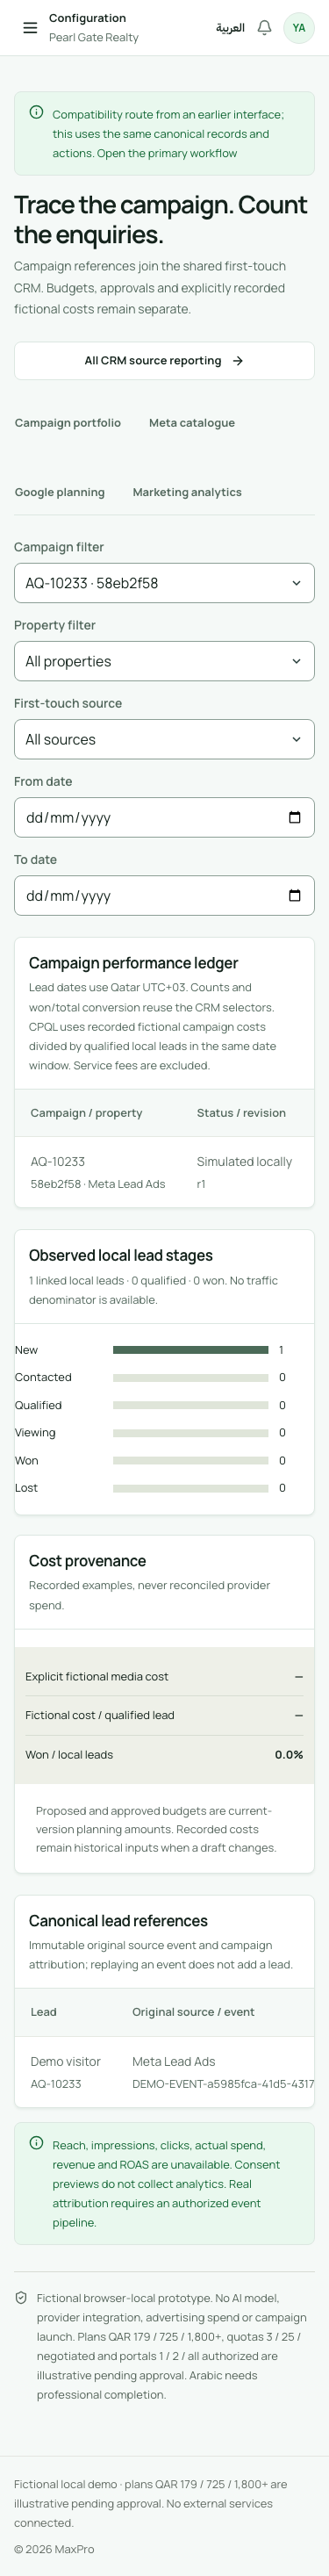 Configuration
Pearl Gate Realty
العربية
YA
Compatibility route from an earlier interface;
this uses the same canonical records and
actions. Open the primary workflow
Trace the campaign. Count
the enquiries.
Campaign references join the shared first-touch
CRM. Budgets, approvals and explicitly recorded
fictional costs remain separate.
All CRM source reporting →
Campaign portfolio Meta catalogue
Google planning Marketing analytics
Campaign filter
AQ-10233 · 58eb2f58
Property filter
All properties
First-touch source
All sources
From date
dd/mm/yyyy
To date
dd/mm/yyyy
Campaign performance ledger
Lead dates use Qatar UTC+03. Counts and
won/total conversion reuse the CRM selectors.
CPQL uses recorded fictional campaign costs
divided by qualified local leads in the same date
window. Service fees are excluded.
Campaign / property Status / revision
AQ-10233 Simulated locally
58eb2f58 · Meta Lead Ads r1
Observed local lead stages
1 linked local leads · 0 qualified · 0 won. No traffic
denominator is available.
New 1
Contacted 0
Qualified 0
Viewing 0
Won 0
Lost 0
Cost provenance
Recorded examples, never reconciled provider
spend.
Explicit fictional media cost —
Fictional cost / qualified lead —
Won / local leads 0.0%
Proposed and approved budgets are current-
version planning amounts. Recorded costs
remain historical inputs when a draft changes.
Canonical lead references
Immutable original source event and campaign
attribution; replaying an event does not add a lead.
Lead Original source / event
Demo visitor Meta Lead Ads
AQ-10233 DEMO-EVENT-a5985fca-41d5-4317
Reach, impressions, clicks, actual spend,
revenue and ROAS are unavailable. Consent
previews do not collect analytics. Real
attribution requires an authorized event
pipeline.
Fictional browser-local prototype. No AI model,
provider integration, advertising spend or campaign
launch. Plans QAR 179 / 725 / 1,800+, quotas 3 / 25 /
negotiated and portals 1 / 2 / all authorized are
illustrative pending approval. Arabic needs
professional completion.
Fictional local demo · plans QAR 179 / 725 / 1,800+ are
illustrative pending approval. No external services
connected.
© 2026 MaxPro